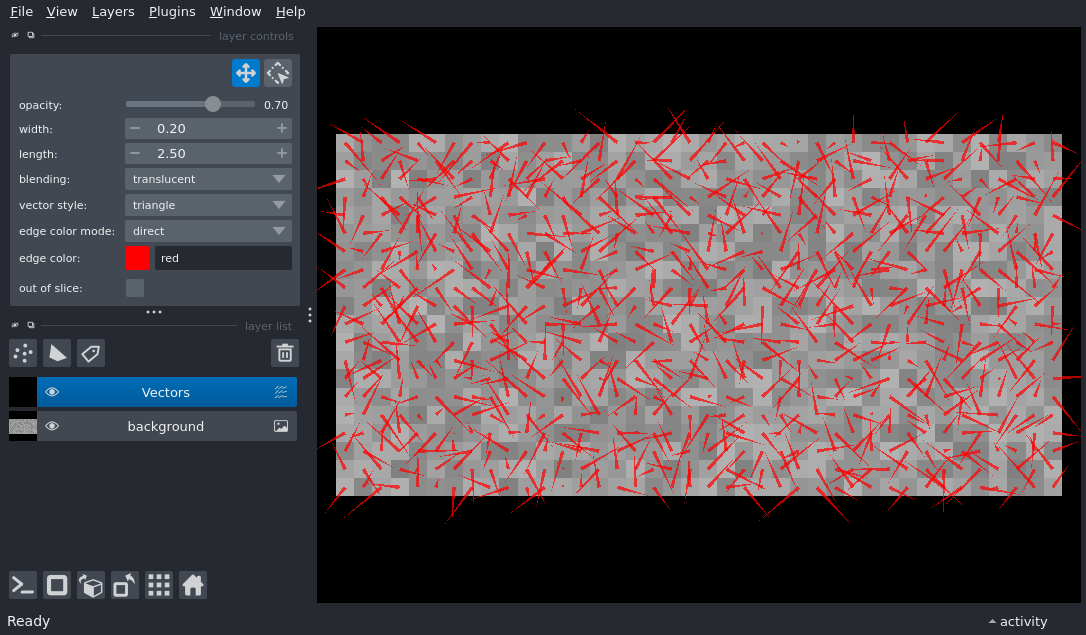 File View Layers Plugins Window Help
layer controls
opacity: 0.70
width: − 0.20 +
length: − 2.50 +
blending: translucent
vector style: triangle
edge color mode: direct
edge color: red
out of slice:
layer list
Vectors
background
Ready
activity